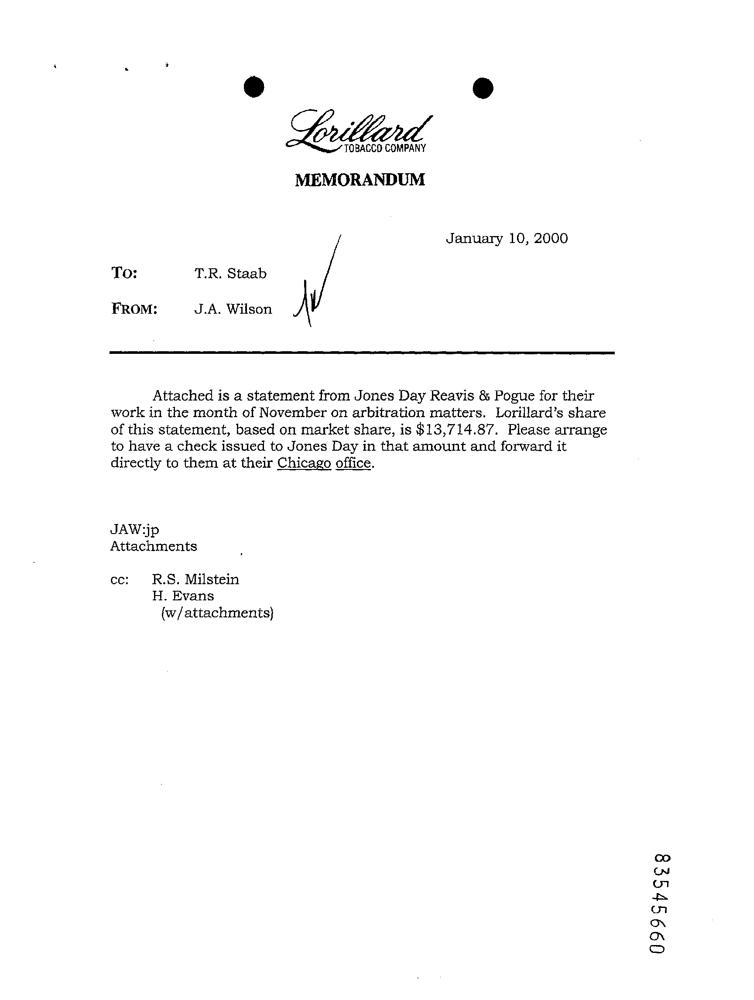 Lorillard
TOBACCO COMPANY
MEMORANDUM
January 10, 2000
TO: T.R. Staab
FROM: J.A. Wilson
Attached is a statement from Jones Day Reavis & Pogue for their
work in the month of November on arbitration matters. Lorillard's share
of this statement, based on market share, is $13,714.87. Please arrange
to have a check issued to Jones Day in that amount and forward it
directly to them at their Chicago office.
JAW:jp
Attachments
cc: R.S. Milstein
H. Evans
(w/attachments)
83545660